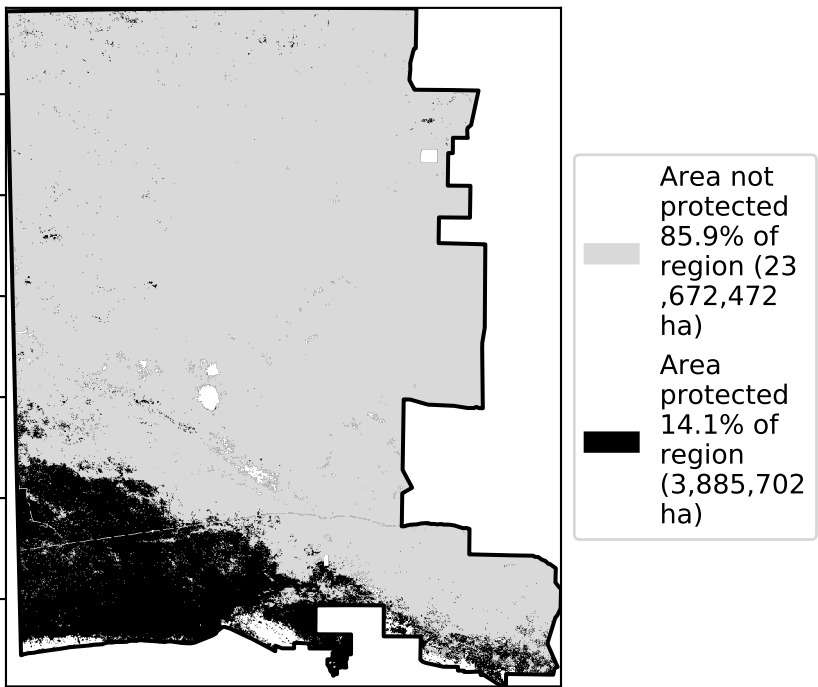 Area not
protected
85.9% of
region (23
,672,472
ha)
Area
protected
14.1% of
region
(3,885,702
ha)